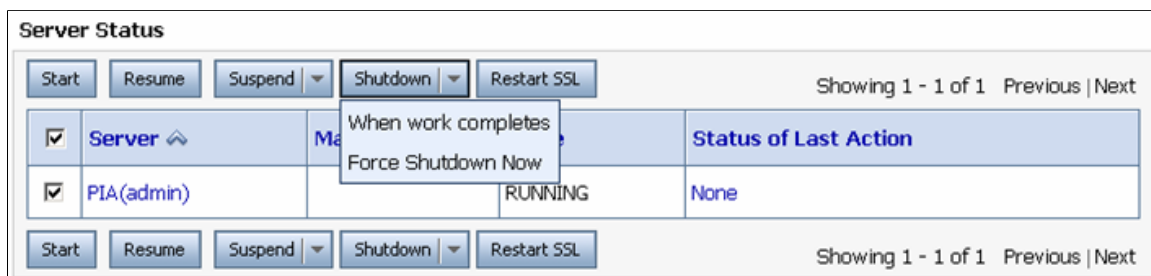 Server Status
Start Resume Suspend Shutdown Restart SSL Showing 1 - 1 of 1 Previous | Next
When work completes
Server Ma e Status of Last Action
Force Shutdown Now
PIA(admin) RUNNING None
Start Resume Suspend Shutdown Restart SSL Showing 1 - 1 of 1 Previous | Next